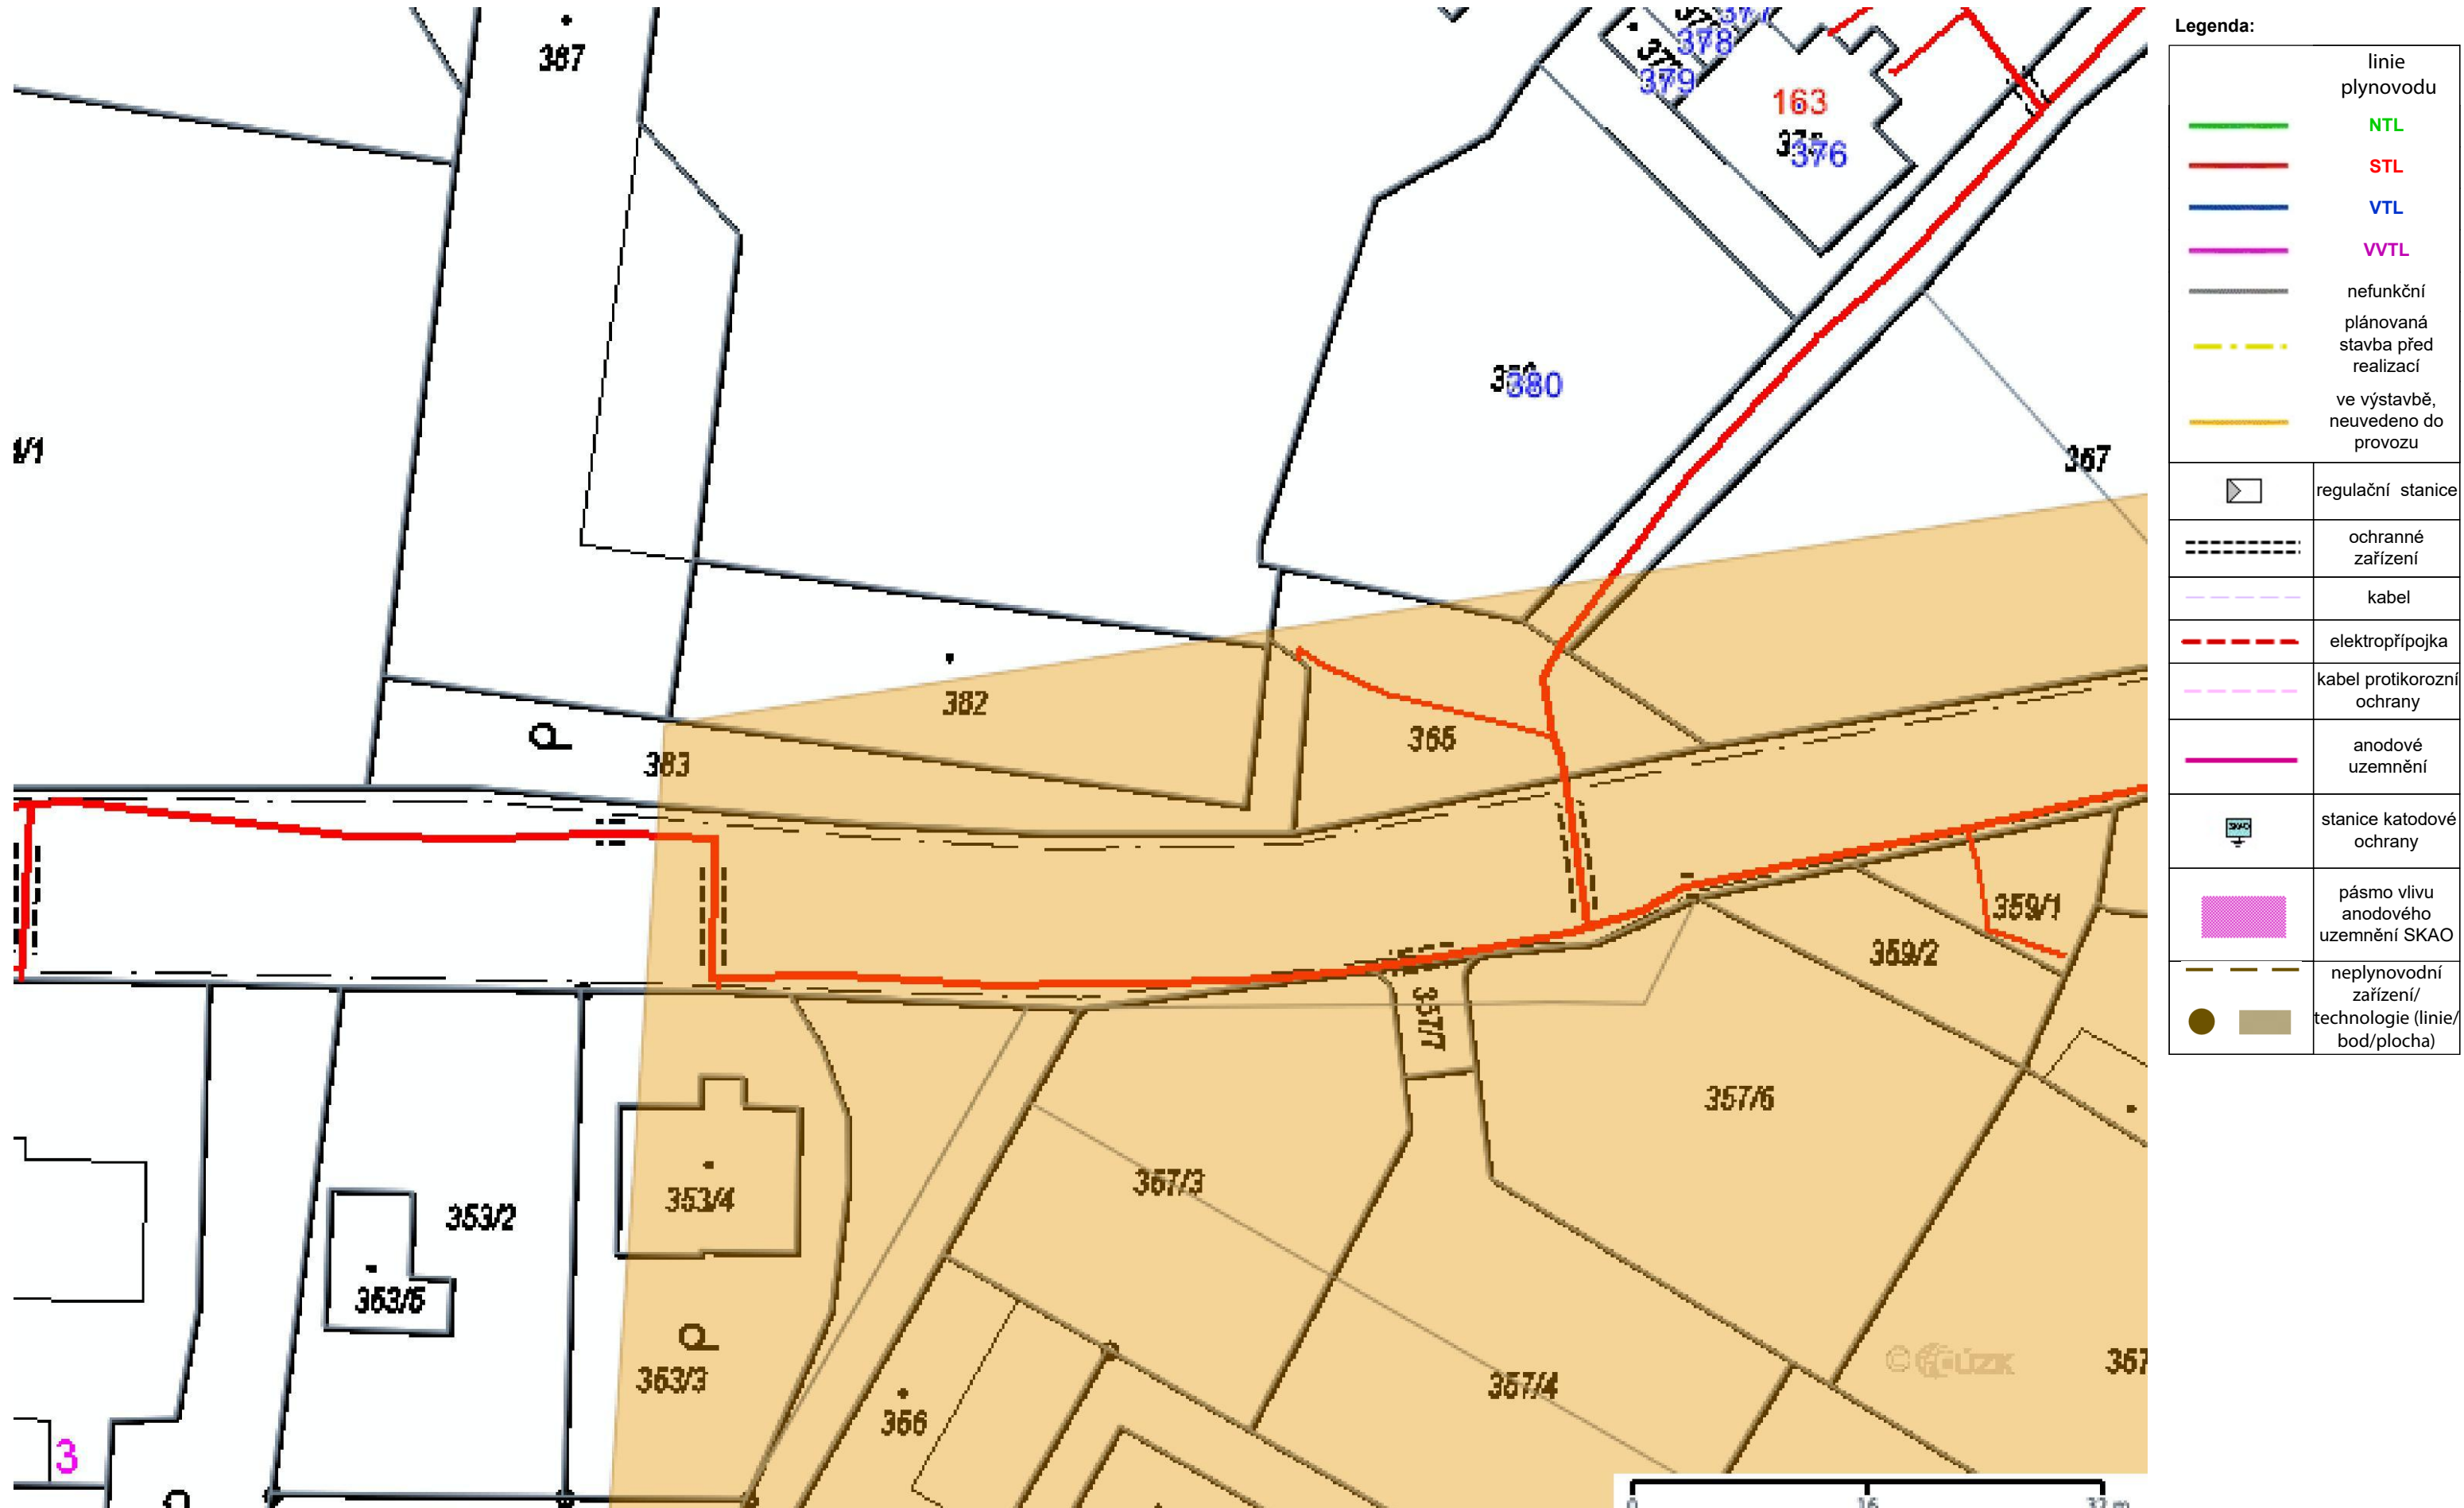 387
378
379
163
376
380
367
382
365
383
359/1
359/2
357/7
357/6
357/3
353/4
353/2
353/5
353/3
357/4
366
3
0 16 32 m
Legenda:
linie
plynovodu
NTL
STL
VTL
VVTL
nefunkční
plánovaná
stavba před
realizací
ve výstavbě,
neuvedeno do
provozu
regulační stanice
ochranné
zařízení
kabel
elektropřípojka
kabel protikorozní
ochrany
anodové
uzemnění
SKAO
stanice katodové
ochrany
pásmo vlivu
anodového
uzemnění SKAO
neplynovodní
zařízení/
technologie (linie/
bod/plocha)
© ČÚZK